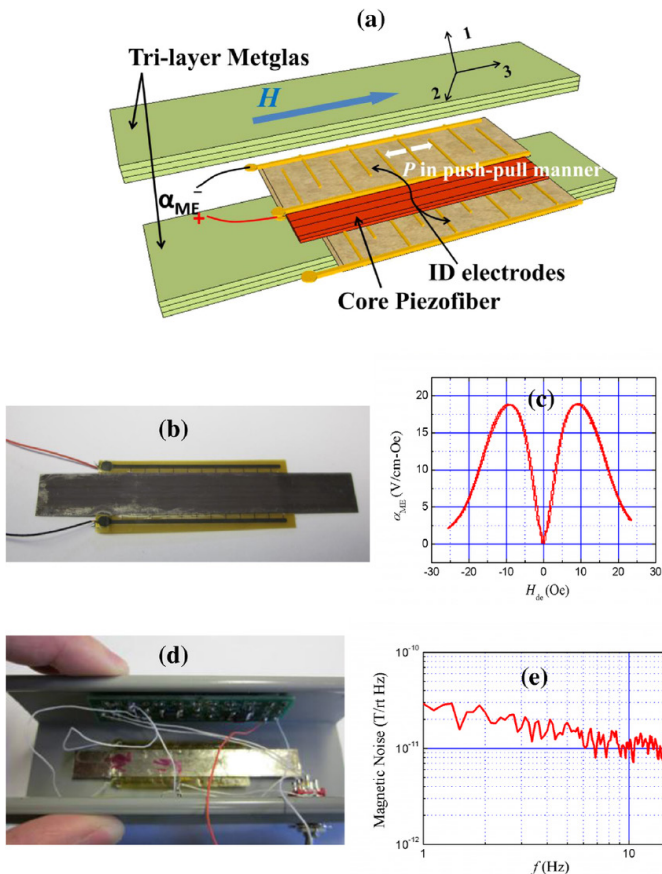 (a)
Tri-layer Metglas
H
1
2
3
P in push-pull manner
−
αME
+
ID electrodes
Core Piezofiber
(b)
(c)
αME (V/cm-Oc)
20
15
10
5
0
-30 -20 -10 0 10 20 30
Hdc (Oc)
(d)
(e)
Magnetic Noise (T/rt Hz)
10-10
10-11
10-12
1
10
f (Hz)